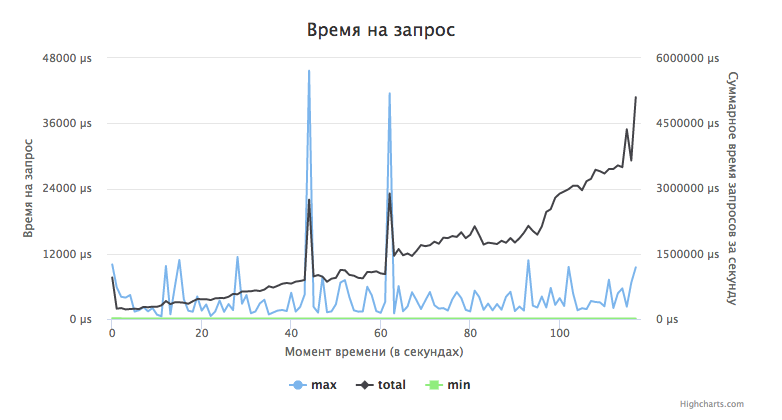 Время на запрос
48000 μs
36000 μs
24000 μs
12000 μs
0 μs
Время на запрос
6000000 μs
4500000 μs
3000000 μs
1500000 μs
0 μs
Суммарное время запросов за секунду
0
20
40
60
80
100
Момент времени (в секундах)
max
total
min
Highcharts.com